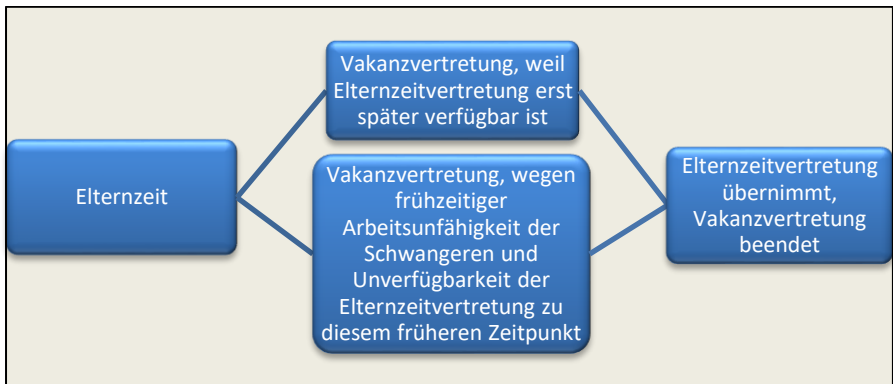 Elternzeit
Vakanzvertretung, weil
Elternzeitvertretung erst
später verfügbar ist
Vakanzvertretung, wegen
frühzeitiger
Arbeitsunfähigkeit der
Schwangeren und
Unverfügbarkeit der
Elternzeitvertretung zu
diesem früheren Zeitpunkt
Elternzeitvertretung
übernimmt,
Vakanzvertretung
beendet